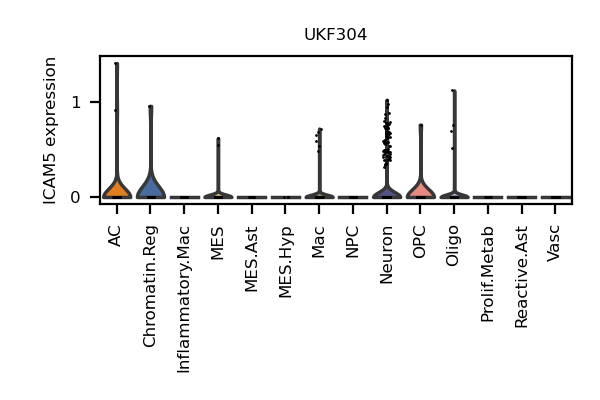 UKF304
ICAM5 expression
1
0
AC
Chromatin.Reg
Inflammatory.Mac
MES
MES.Ast
MES.Hyp
Mac
NPC
Neuron
OPC
Oligo
Prolif.Metab
Reactive.Ast
Vasc